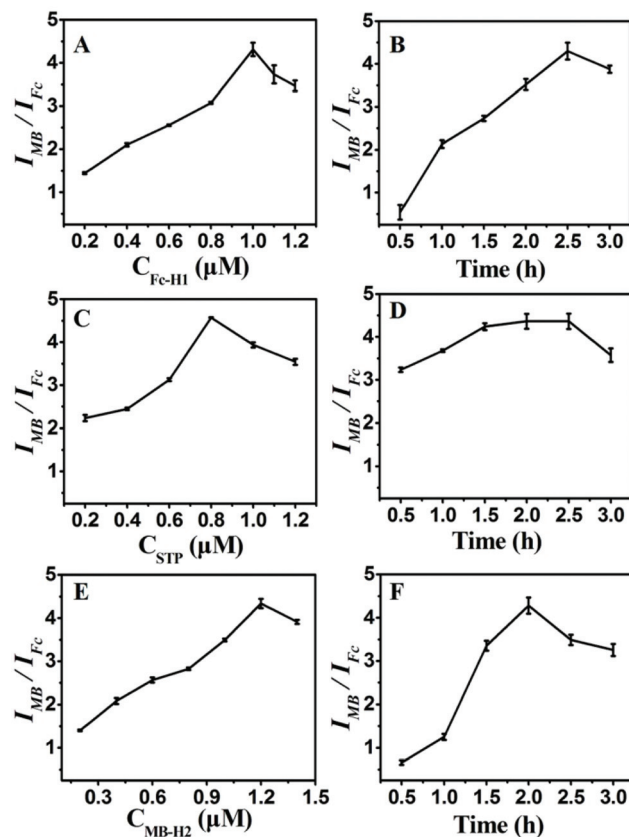 A
I_MB / I_Fc
5
4
3
2
1
0.2 0.4 0.6 0.8 1.0 1.2
C_Fc-H1 (μM)
B
I_MB / I_Fc
5
4
3
2
1
0.5 1.0 1.5 2.0 2.5 3.0
Time (h)
C
I_MB / I_Fc
5
4
3
2
1
0.2 0.4 0.6 0.8 1.0 1.2
C_STP (μM)
D
I_MB / I_Fc
5
4
3
2
1
0.5 1.0 1.5 2.0 2.5 3.0
Time (h)
E
I_MB / I_Fc
5
4
3
2
1
0.3 0.6 0.9 1.2 1.5
C_MB-H2 (μM)
F
I_MB / I_Fc
5
4
3
2
1
0.5 1.0 1.5 2.0 2.5 3.0
Time (h)